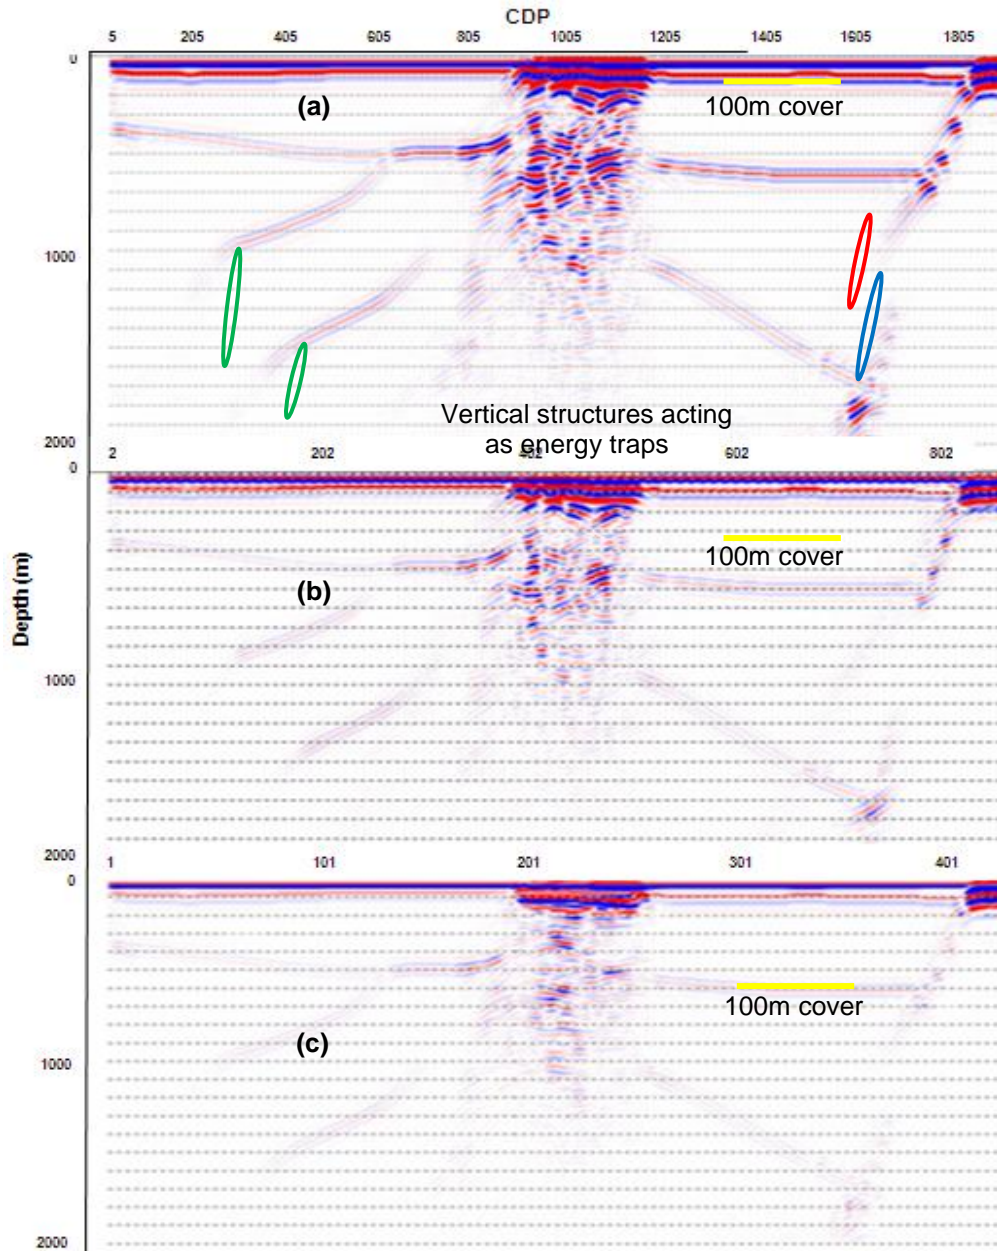 CDP
5 205 405 605 805 1005 1205 1405 1605 1805
0
(a)
100m cover
1000
Vertical structures acting
as energy traps
2000
2 202 402 602 802
0
100m cover
(b)
Depth (m)
1000
2000
1 101 201 301 401
0
100m cover
(c)
1000
2000